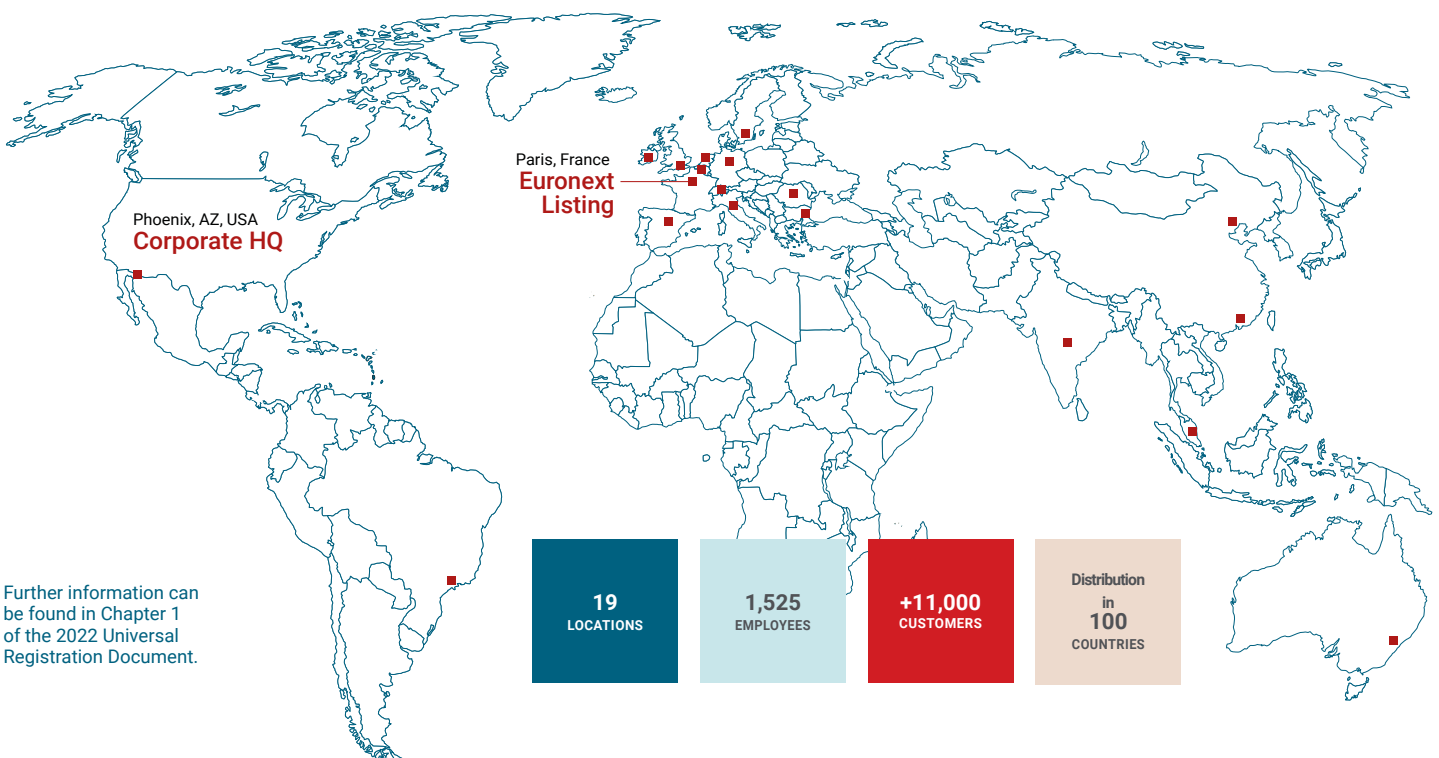 Paris, France
Euronext
Listing
Phoenix, AZ, USA
Corporate HQ
Further information can
be found in Chapter 1
of the 2022 Universal
Registration Document.
19
LOCATIONS
1,525
EMPLOYEES
+11,000
CUSTOMERS
Distribution
in
100
COUNTRIES